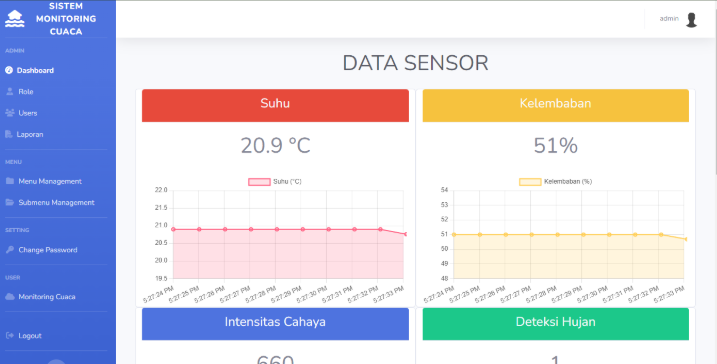 SISTEM
MONITORING
CUACA
admin
ADMIN
Dashboard
Role
Users
Laporan
MENU
Menu Management
Submenu Management
SETTING
Change Password
USER
Monitoring Cuaca
Logout
DATA SENSOR
Suhu
20.9 °C
Suhu (°C)
22.0
21.5
21.0
20.5
20.0
19.5
5:27:24 PM
5:27:25 PM
5:27:26 PM
5:27:27 PM
5:27:28 PM
5:27:29 PM
5:27:30 PM
5:27:31 PM
5:27:32 PM
5:27:33 PM
Kelembaban
51%
Kelembaban (%)
54
53
52
51
50
49
48
5:27:24 PM
5:27:25 PM
5:27:26 PM
5:27:27 PM
5:27:28 PM
5:27:29 PM
5:27:30 PM
5:27:31 PM
5:27:32 PM
5:27:33 PM
Intensitas Cahaya
660
Deteksi Hujan
1